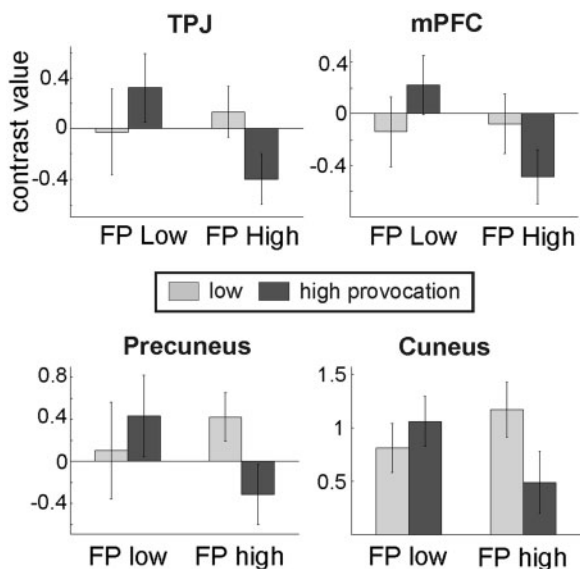 TPJ
mPFC
contrast value
0.4
0
-0.4
0.4
0
-0.4
FP Low FP High
FP Low FP High
low high provocation
Precuneus
Cuneus
0.8
0.4
0
-0.4
1.5
1
0.5
FP low FP high
FP low FP high